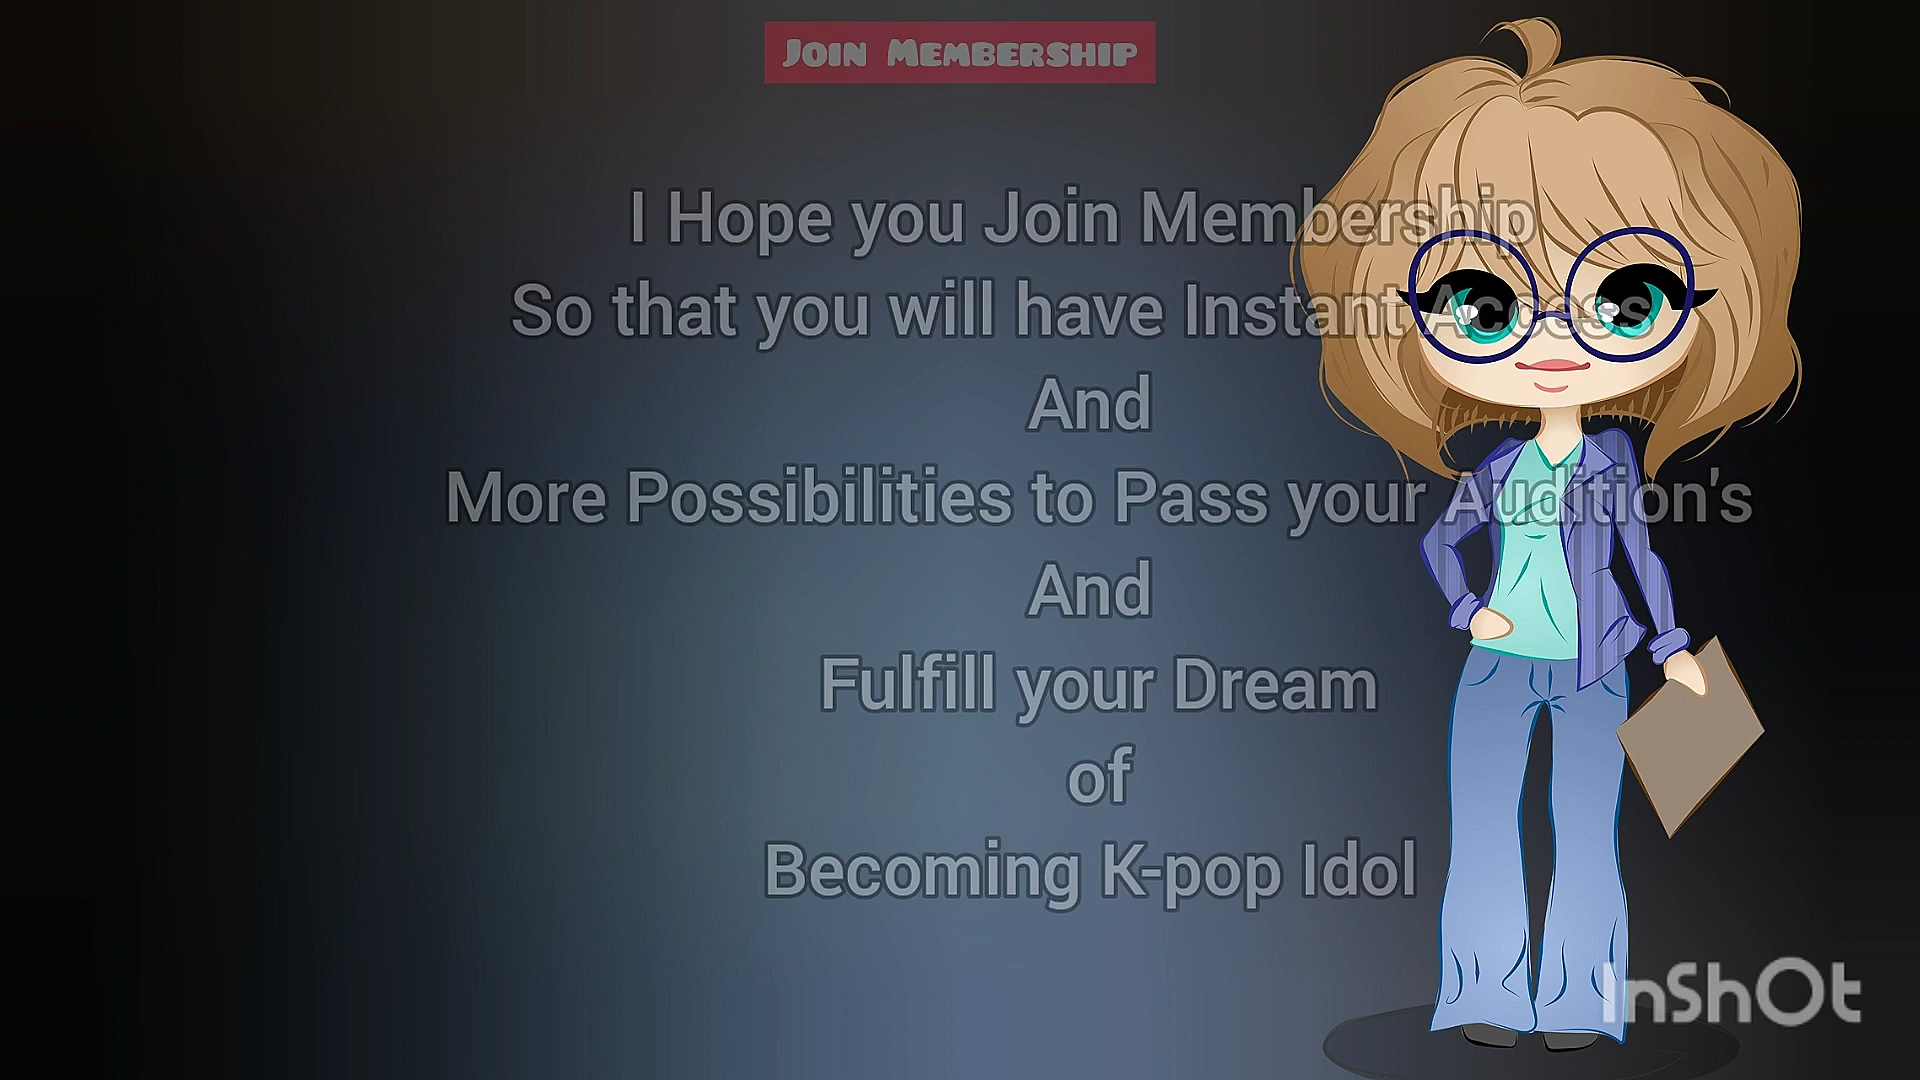 Join Membership
I Hope you Join Membership
So that you will have Instant Access
And
More Possibilities to Pass your Audition's
And
Fulfill your Dream
of
Becoming K-pop Idol
InShOt